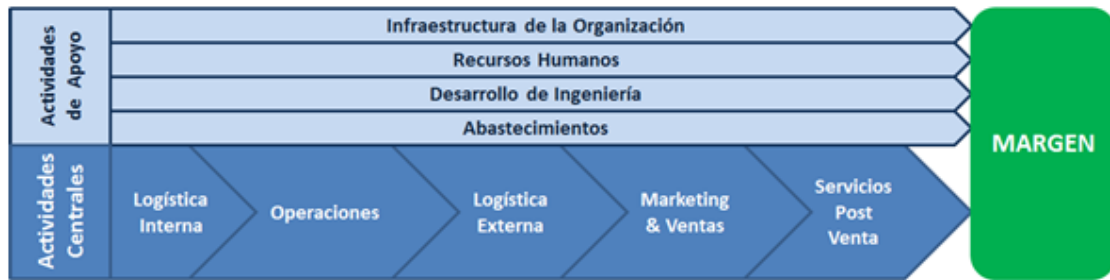 Actividades
de Apoyo
Infraestructura de la Organización
Recursos Humanos
Desarrollo de Ingeniería
Abastecimientos
Actividades
Centrales
Logística
Interna
Operaciones
Logística
Externa
Marketing
& Ventas
Servicios
Post
Venta
MARGEN